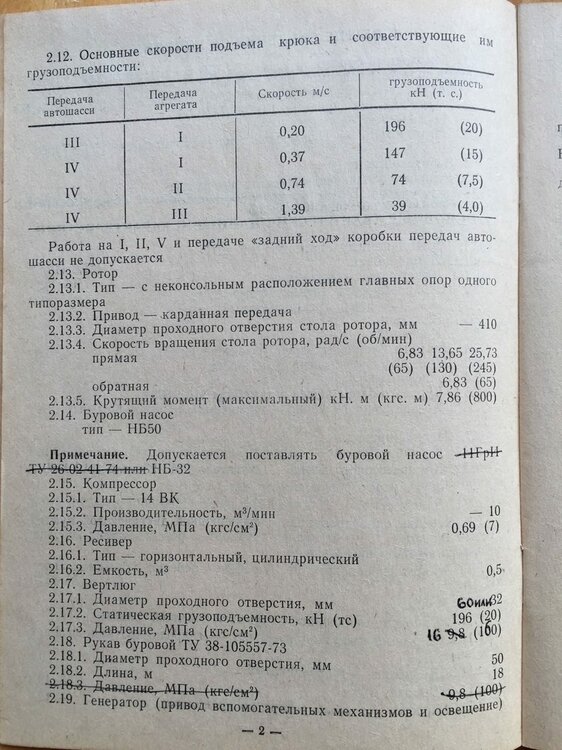 2.12. Основные скорости подъема крюка и соответствующие им
грузоподъемности:
Передача автошасси Передача агрегата Скорость м/с грузоподъемность кН (т. с.)
III I 0,20 196 (20)
IV I 0,37 147 (15)
IV II 0,74 74 (7,5)
IV III 1,39 39 (4,0)
Работа на I, II, V и передаче «задний ход» коробки передач авто-
шасси не допускается
2.13. Ротор
2.13.1. Тип — с неконсольным расположением главных опор одного
типоразмера
2.13.2. Привод — карданная передача
2.13.3. Диаметр проходного отверстия стола ротора, мм — 410
2.13.4. Скорость вращения стола ротора, рад/с (об/мин)
прямая 6,83 13,65 25,73
(65) (130) (245)
обратная 6,83 (65)
2.13.5. Крутящий момент (максимальный) кН. м (кгс. м) 7,86 (800)
2.14. Буровой насос
тип — НБ50
Примечание. Допускается поставлять буровой насос 11ГрИ
ТУ 26-02-41-74 или НБ-32
2.15. Компрессор
2.15.1. Тип — 14 ВК
2.15.2. Производительность, м³/мин — 10
2.15.3. Давление, МПа (кгс/см²) 0,69 (7)
2.16. Ресивер
2.16.1. Тип — горизонтальный, цилиндрический
2.16.2. Емкость, м³ 0,5
2.17. Вертлюг
2.17.1. Диаметр проходного отверстия, мм 60 или 32
2.17.2. Статическая грузоподъемность, кН (тс) 196 (20)
2.17.3. Давление, МПа (кгс/см²) 16 9,8 (100)
2.18. Рукав буровой ТУ 38-105557-73
2.18.1. Диаметр проходного отверстия, мм 50
2.18.2. Длина, м 18
2.18.3. Давление, МПа (кгс/см²) 9,8 (100)
2.19. Генератор (привод вспомогательных механизмов и освещение)
— 2 —